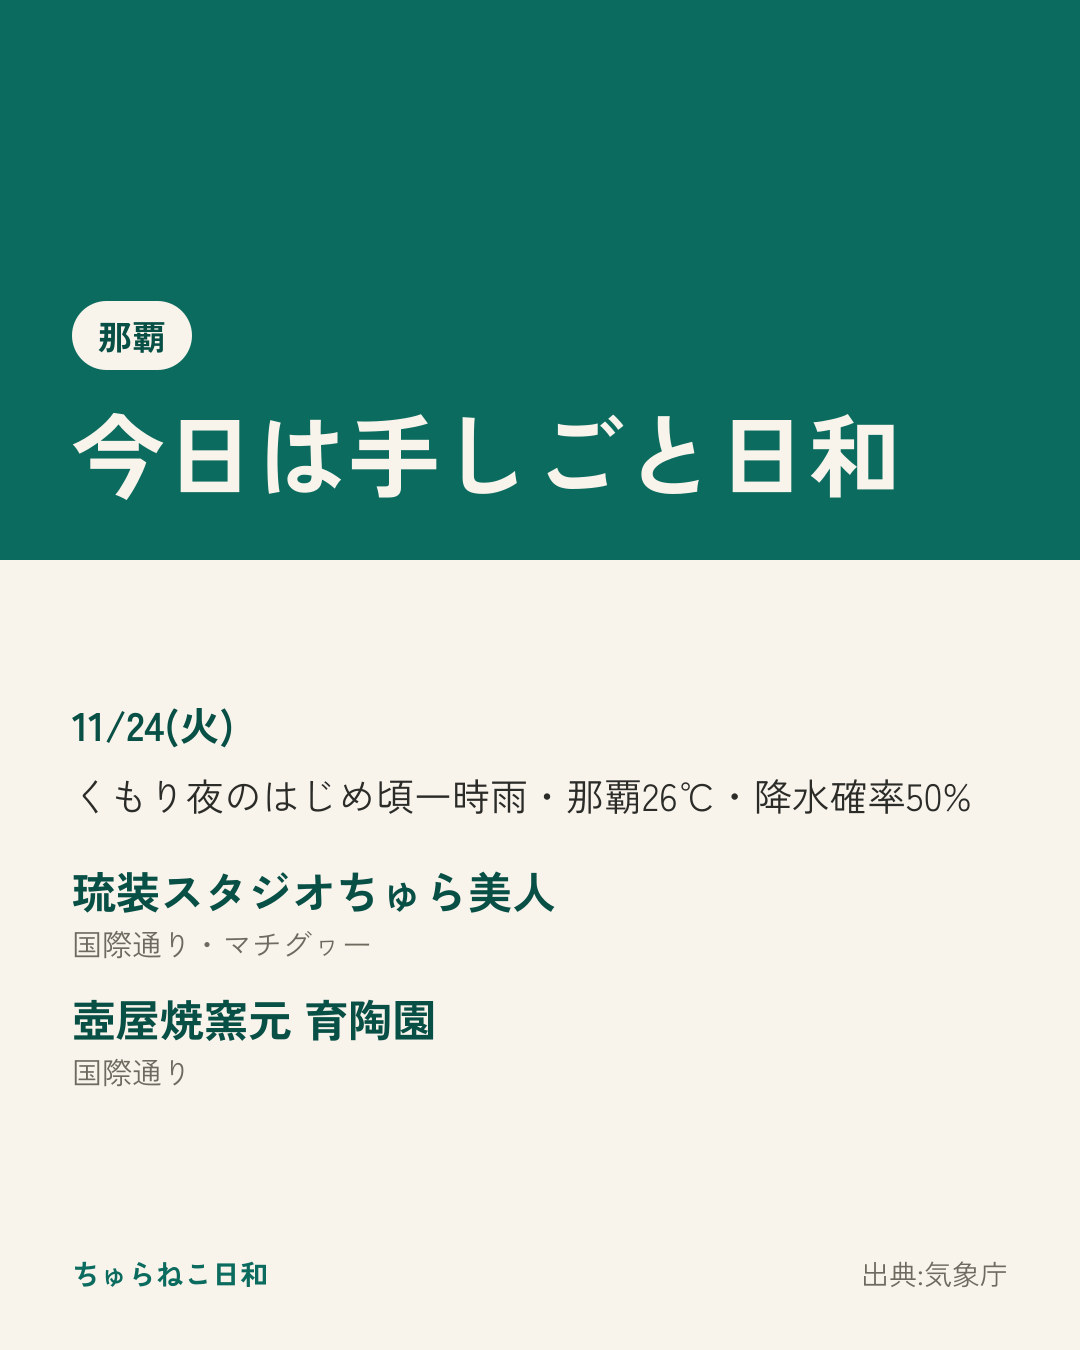 那覇
今日は手しごと日和
11/24(火)
くもり夜のはじめ頃一時雨・那覇26℃・降水確率50%
琉装スタジオちゅら美人
国際通り・マチグヮー
壺屋焼窯元 育陶園
国際通り
ちゅらねこ日和
出典:気象庁